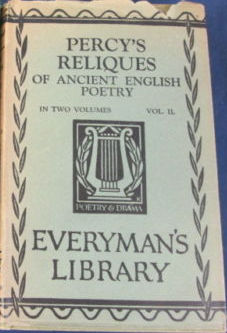 PERCY'S
RELIQUES
OF ANCIENT ENGLISH
POETRY
IN TWO VOLUMES VOL. II.
POETRY & DRAMA
EVERYMAN'S
LIBRARY